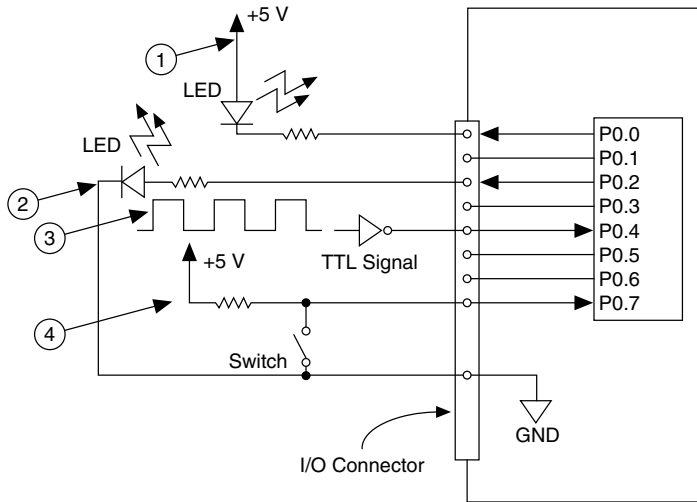 +5 V
1
LED
LED
2
3
+5 V
TTL Signal
4
Switch
I/O Connector
GND
P0.0
P0.1
P0.2
P0.3
P0.4
P0.5
P0.6
P0.7